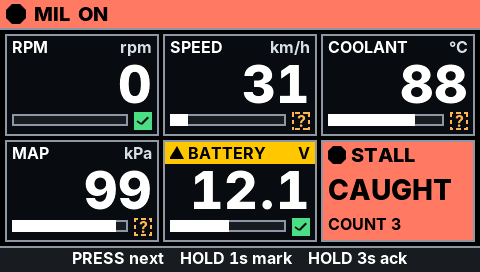 MIL ON
RPM rpm
0
SPEED km/h
31
?
COOLANT °C
88
?
MAP kPa
99
?
BATTERY V
12.1
STALL
CAUGHT
COUNT 3
PRESS next HOLD 1s mark HOLD 3s ack